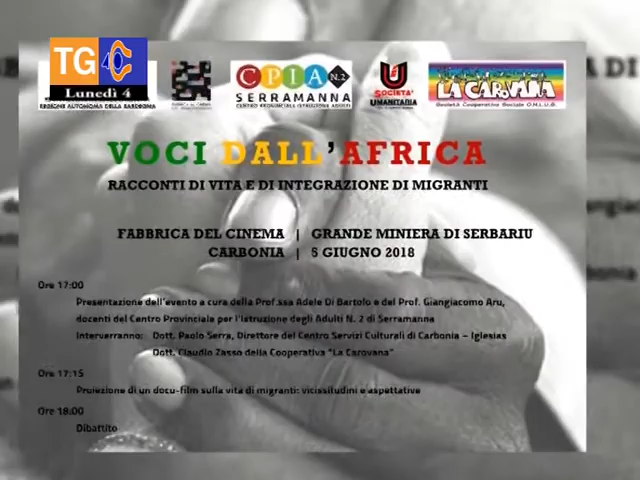 TG
Lunedì 4
REGIONE AUTONOMA DELLA SARDEGNA
CPIA N.2
SERRAMANNA
CENTRO PROVINCIALE ISTRUZIONE ADULTI
SOCIETA'
UMANITARIA
LA CAROVANA
Società Cooperativa Sociale O.N.L.U.S.
VOCI DALL'AFRICA
RACCONTI DI VITA E DI INTEGRAZIONE DI MIGRANTI
FABBRICA DEL CINEMA | GRANDE MINIERA DI SERBARIU
CARBONIA | 5 GIUGNO 2018
Ore 17:00
Presentazione dell'evento a cura della Prof.ssa Adele Di Bartolo e del Prof. Giangiacomo Aru,
docenti del Centro Provinciale per l'Istruzione degli Adulti N. 2 di Serramanna
Interverranno: Dott. Paolo Serra, Direttore del Centro Servizi Culturali di Carbonia – Iglesias
Dott. Claudio Zasso della Cooperativa "La Carovana"
Ore 17:15
Proiezione di un docu-film sulla vita di migranti: vicissitudini e aspettative
Ore 18:00
Dibattito